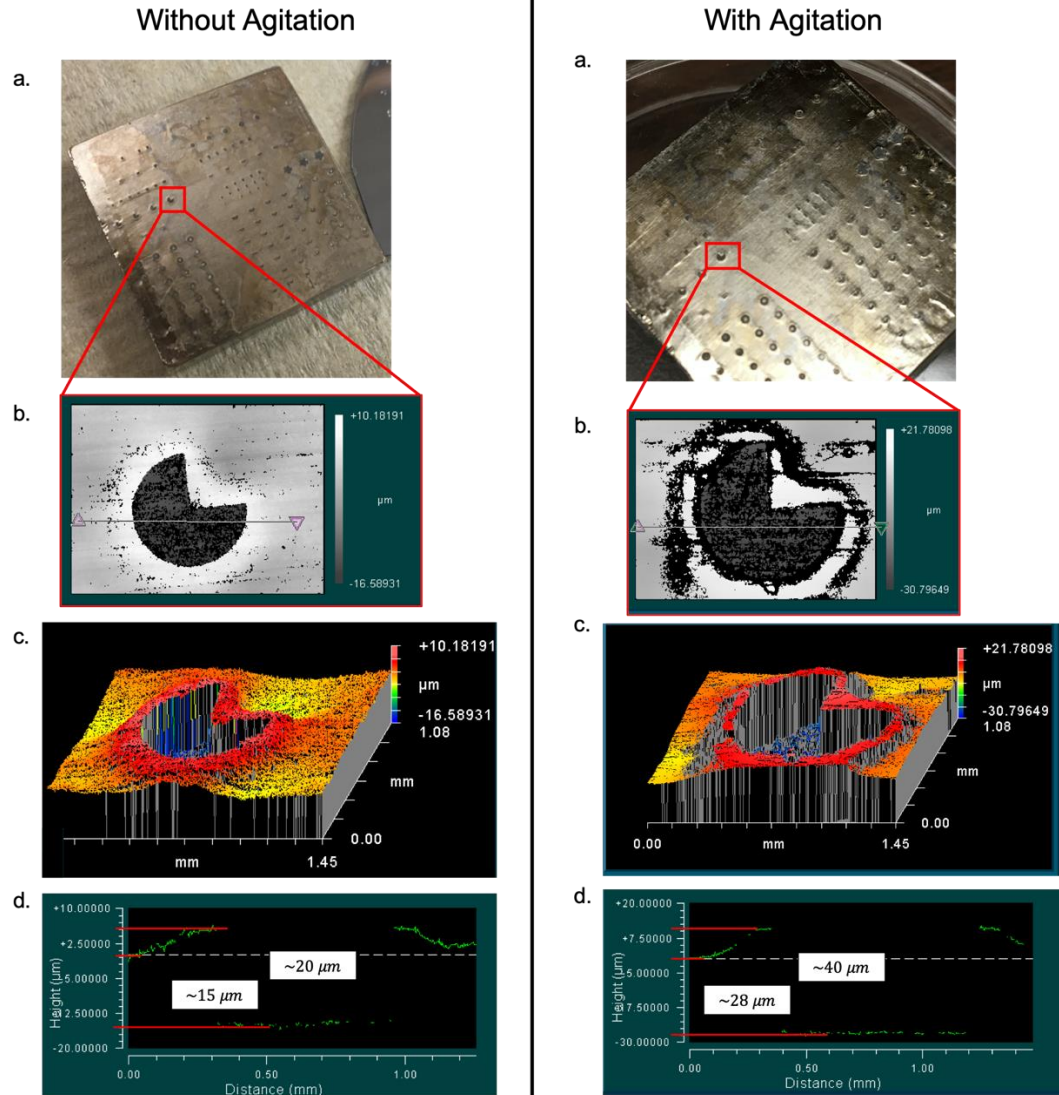 Without Agitation
a.
b.
+10.18191
µm
-16.58931
c.
+10.18191
µm
-16.58931
1.08
mm
0.00
mm
1.45
d.
+10.00000
+2.50000
-5.00000
-12.50000
-20.00000
Height (µm)
~20 µm
~15 µm
0.00
0.50
1.00
Distance (mm)
With Agitation
a.
b.
+21.78098
µm
-30.79649
c.
+21.78098
µm
-30.79649
1.08
mm
0.00
0.00
mm
1.45
d.
+20.00000
+7.50000
-5.00000
-17.50000
-30.00000
Height (µm)
~40 µm
~28 µm
0.00
0.50
1.00
Distance (mm)